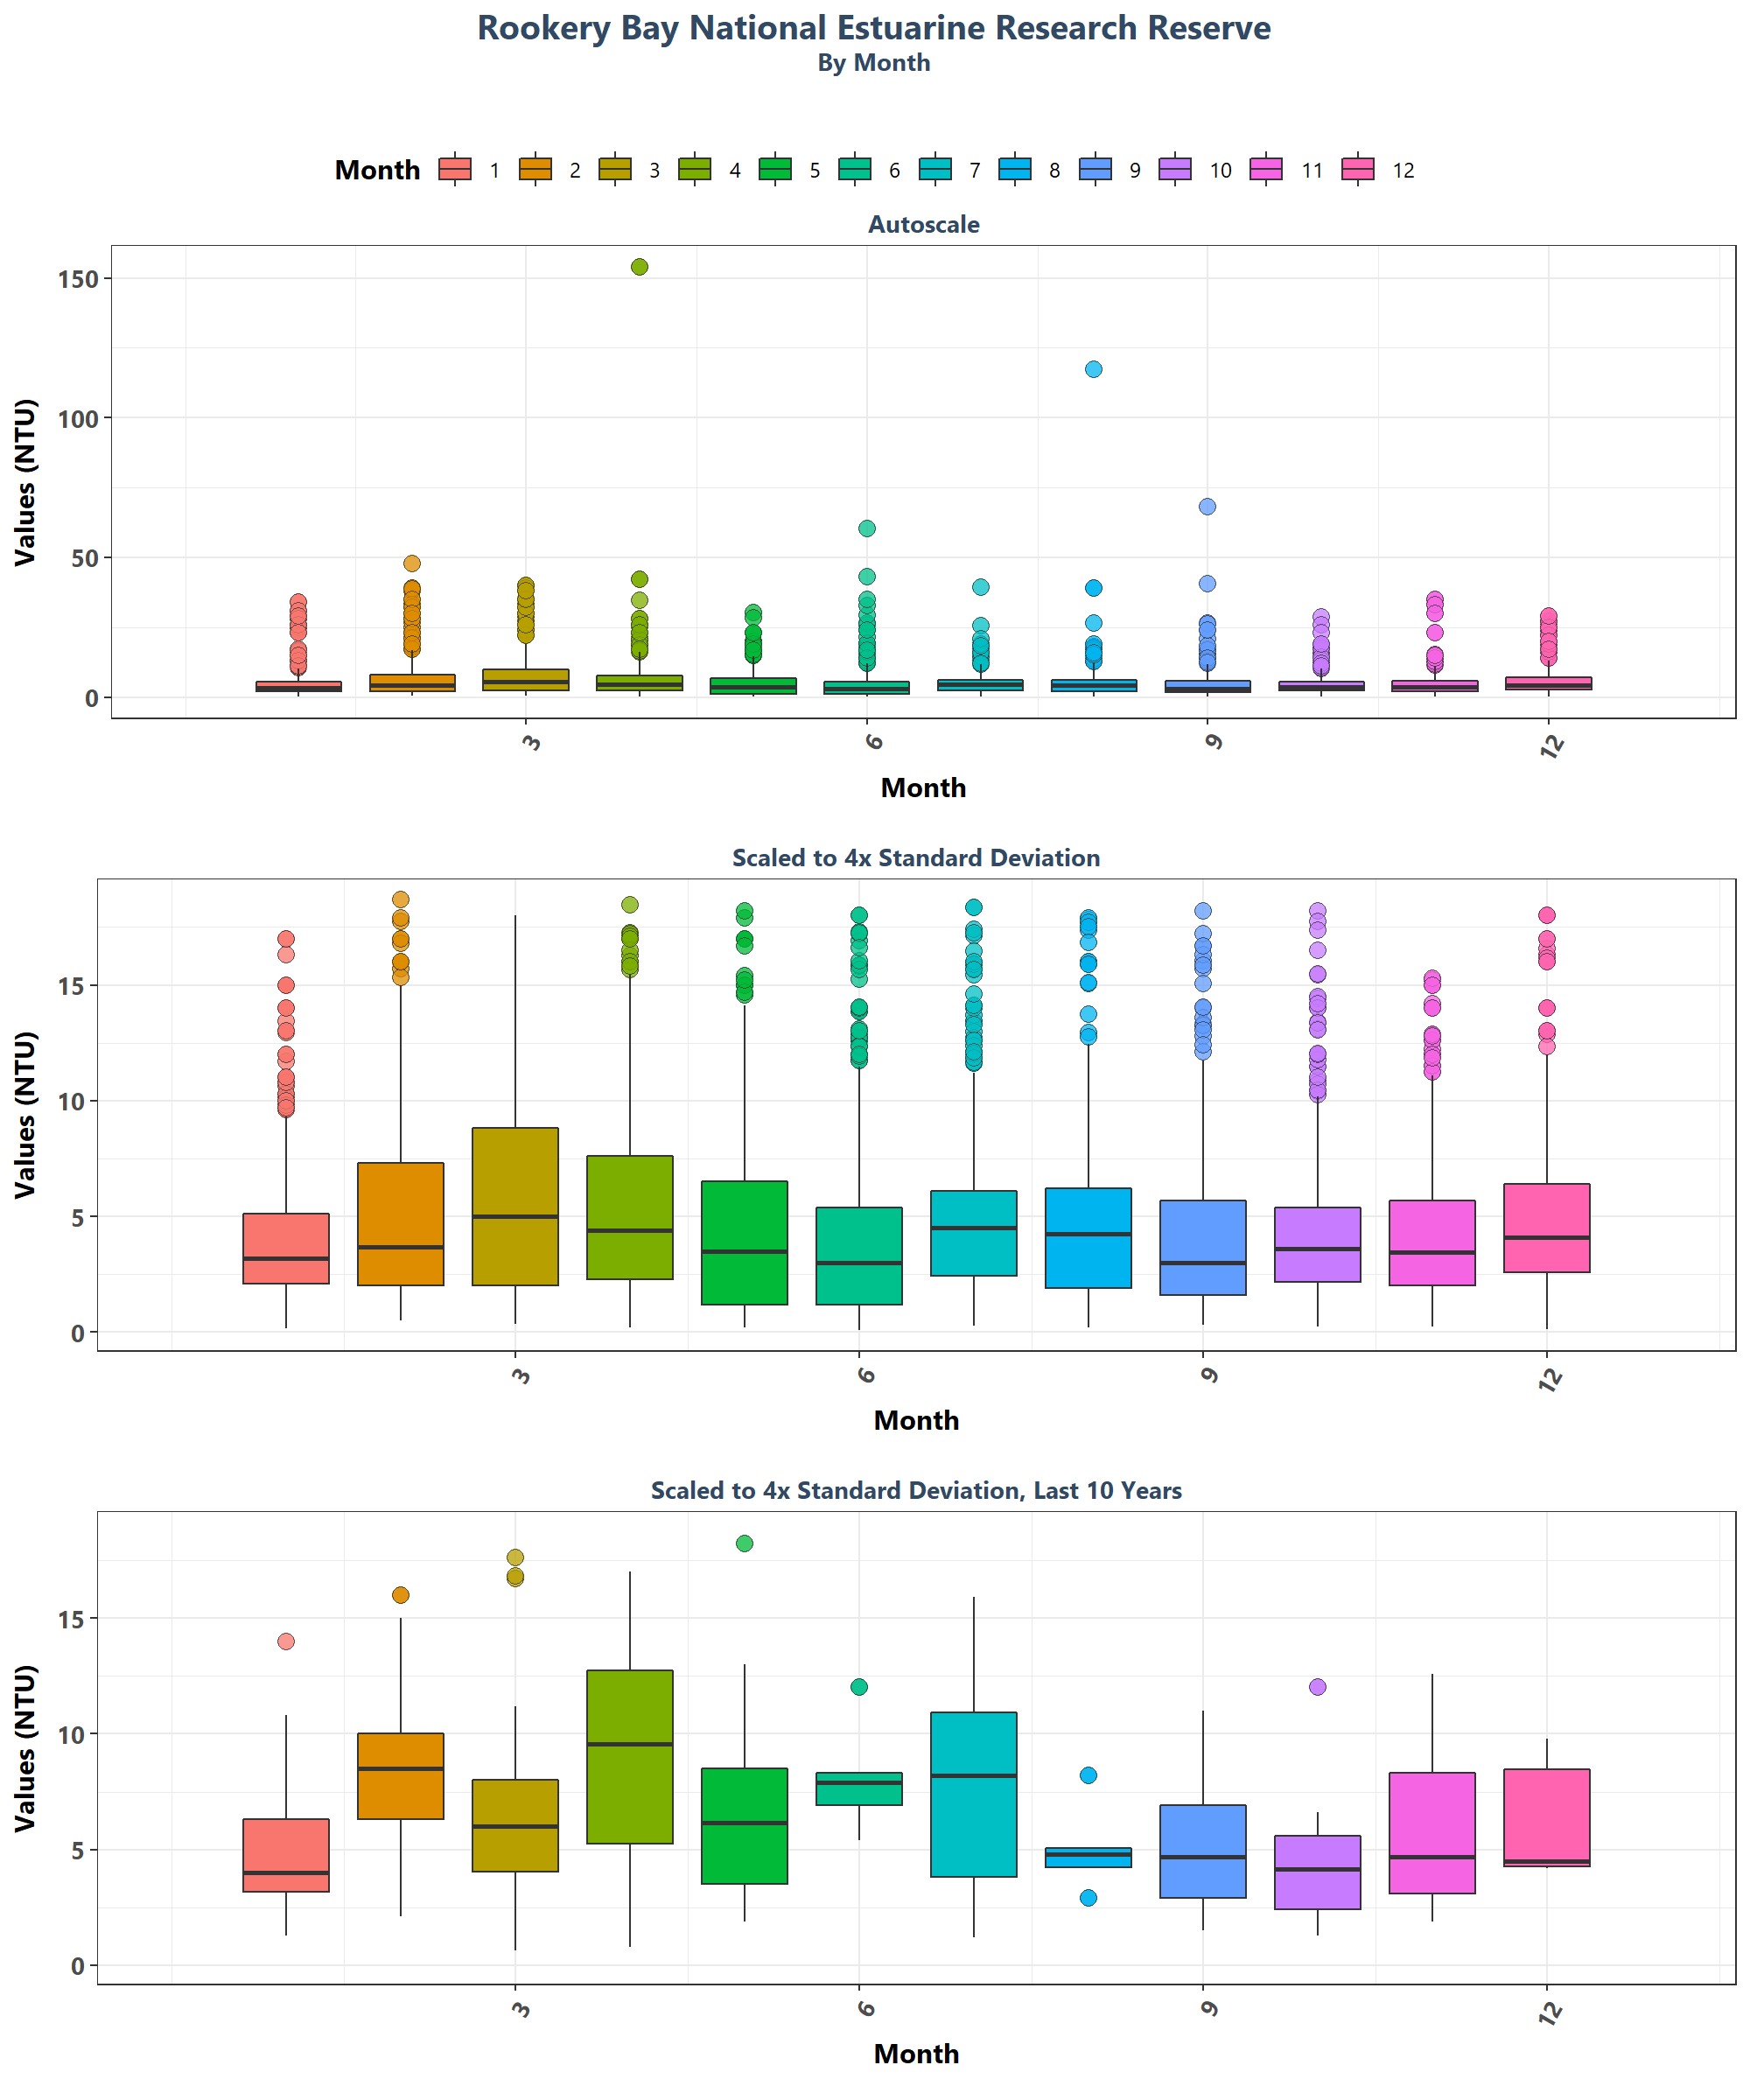 Rookery Bay National Estuarine Research Reserve
By Month
Month 1 2 3 4 5 6 7 8 9 10 11 12
Autoscale
150
100
50
0
Values (NTU)
3 6 9 12
Month
Scaled to 4x Standard Deviation
15
10
5
0
Values (NTU)
3 6 9 12
Month
Scaled to 4x Standard Deviation, Last 10 Years
15
10
5
0
Values (NTU)
3 6 9 12
Month